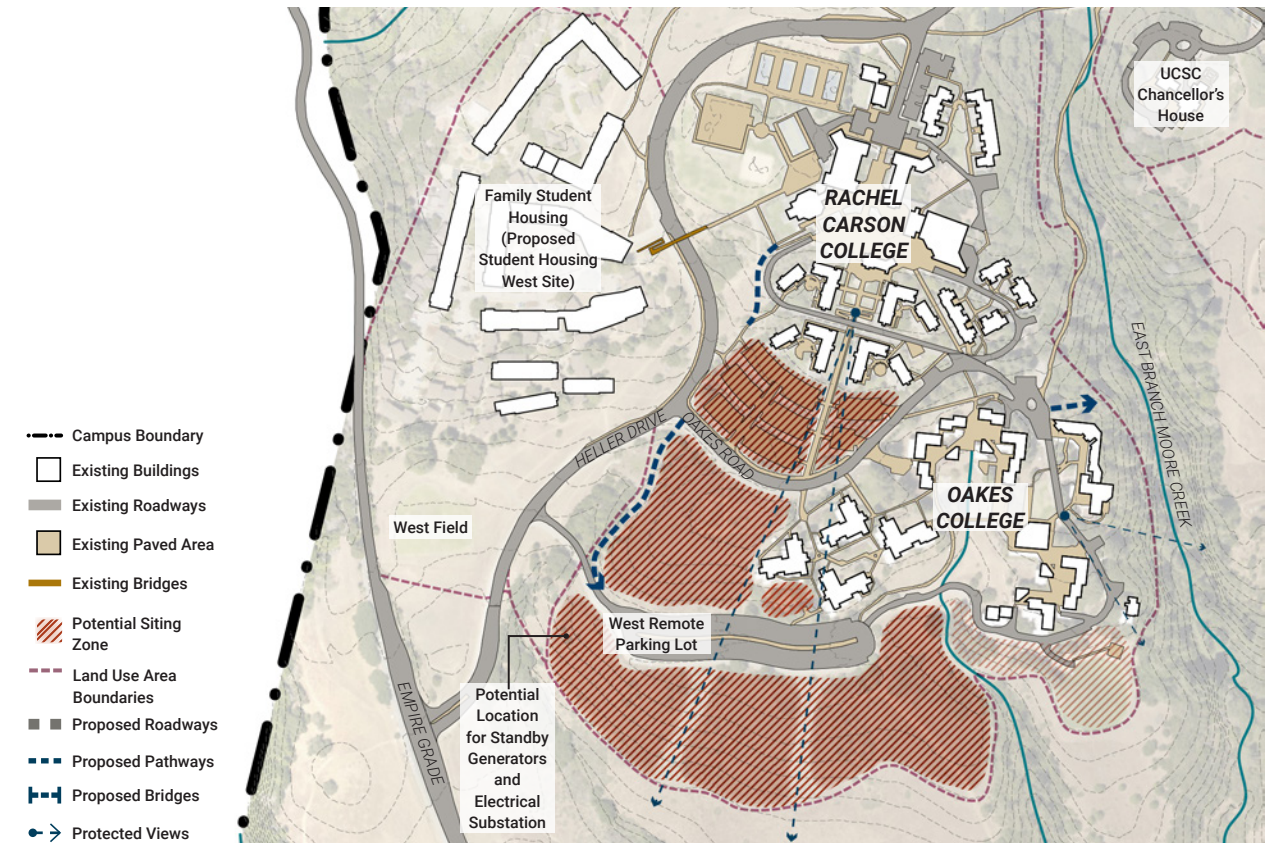 UCSC
Chancellor's
House
Family Student
Housing
(Proposed
Student Housing
West Site)
RACHEL
CARSON
COLLEGE
EAST BRANCH MOORE CREEK
HELLER DRIVE
OAKES ROAD
OAKES
COLLEGE
West Field
West Remote
Parking Lot
EMPIRE GRADE
Potential
Location
for Standby
Generators
and
Electrical
Substation
Campus Boundary
Existing Buildings
Existing Roadways
Existing Paved Area
Existing Bridges
Potential Siting
Zone
Land Use Area
Boundaries
Proposed Roadways
Proposed Pathways
Proposed Bridges
Protected Views